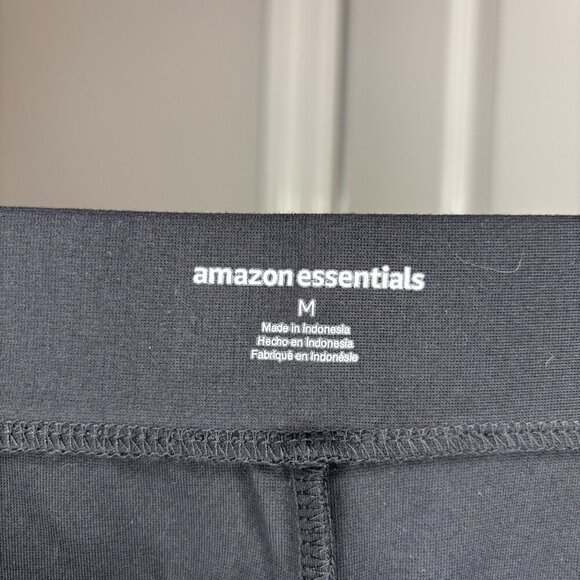 amazon essentials
M
Made in Indonesia
Hecho en Indonesia
Fabriqué en Indonésie